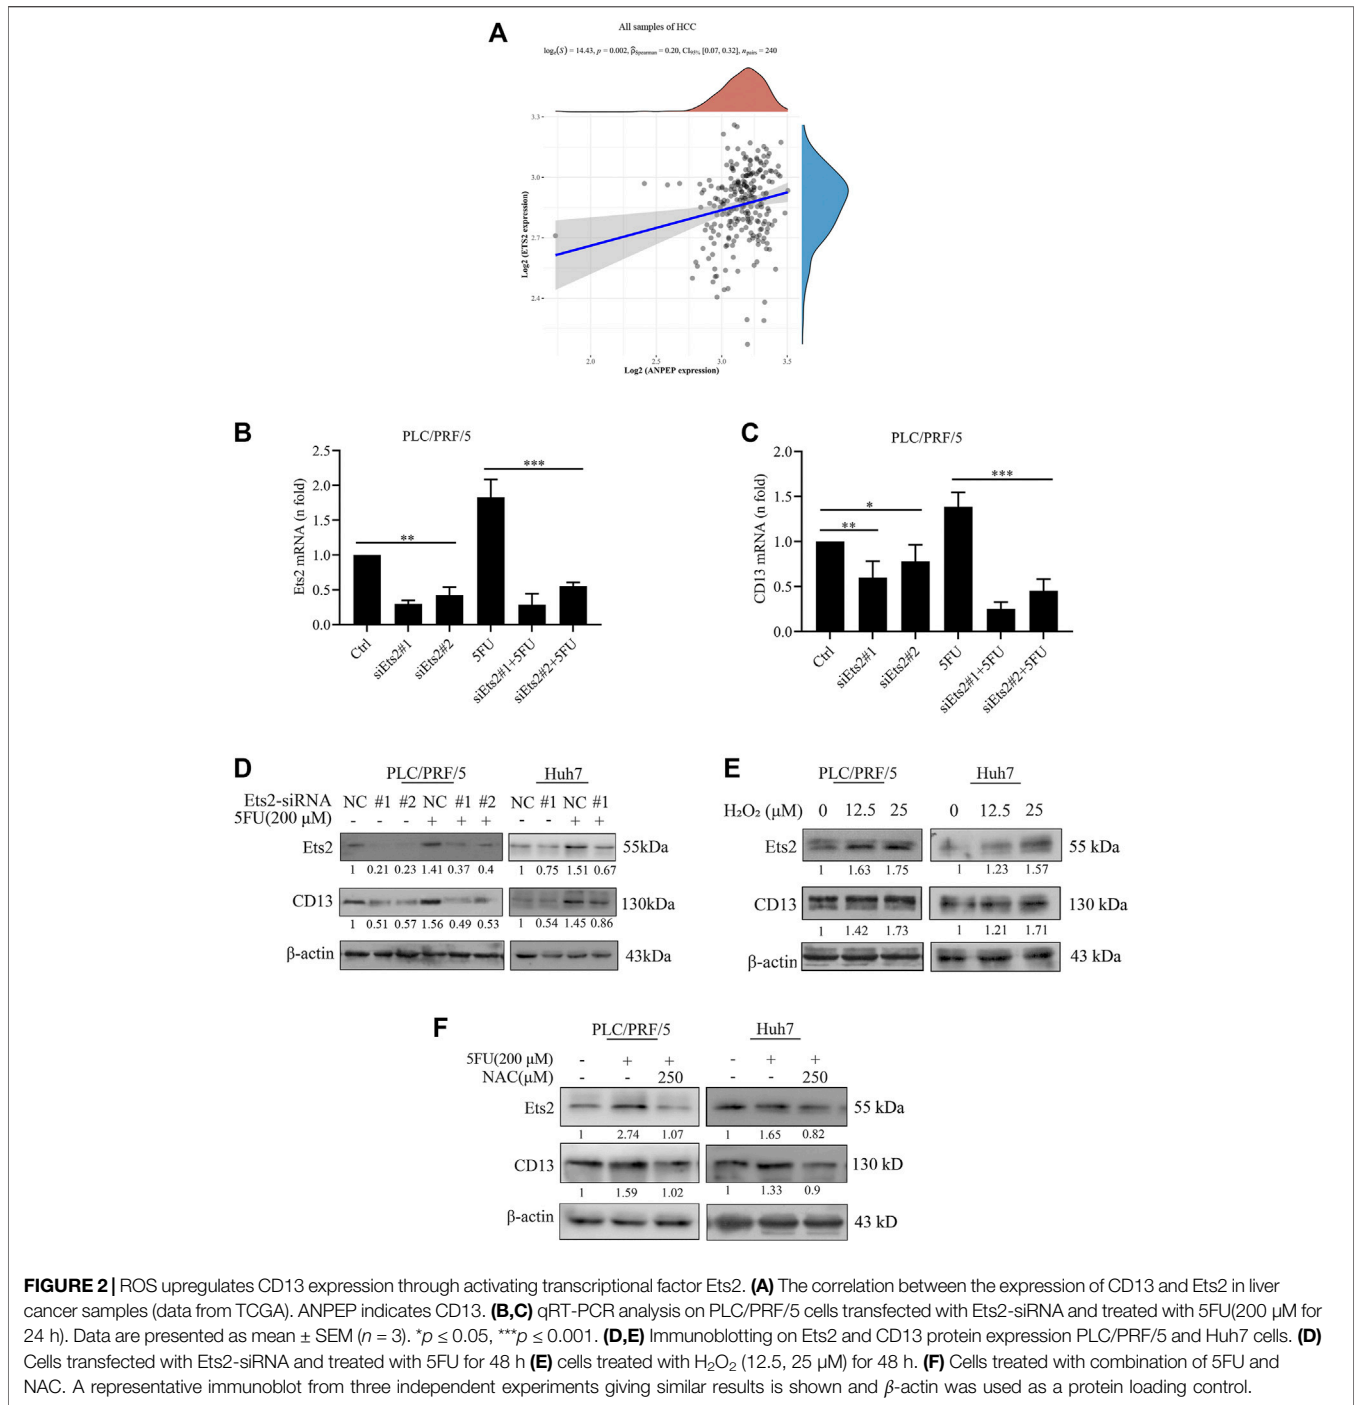 A
All samples of HCC
logₑ(S) = 14.43, p = 0.002, ρ̂Spearman = 0.20, CI95% [0.07, 0.32], npairs = 240
3.3
3.0
2.7
2.4
Log2 (ETS2 expression)
2.0 2.5 3.0 3.5
Log2 (ANPEP expression)
B
PLC/PRF/5
Ets2 mRNA (n fold)
2.5
2.0
1.5
1.0
0.5
0.0
**
***
Ctrl siEts2#1 siEts2#2 5FU siEts2#1+5FU siEts2#2+5FU
C
PLC/PRF/5
CD13 mRNA (n fold)
2.0
1.5
1.0
0.5
0.0
**
*
***
Ctrl siEts2#1 siEts2#2 5FU siEts2#1+5FU siEts2#2+5FU
D
PLC/PRF/5 Huh7
Ets2-siRNA NC #1 #2 NC #1 #2 NC #1 NC #1
5FU(200 μM) - - - + + + - - + +
Ets2 55kDa
1 0.21 0.23 1.41 0.37 0.4 1 0.75 1.51 0.67
CD13 130kDa
1 0.51 0.57 1.56 0.49 0.53 1 0.54 1.45 0.86
β-actin 43kDa
E
PLC/PRF/5 Huh7
H₂O₂ (μM) 0 12.5 25 0 12.5 25
Ets2 55 kDa
1 1.63 1.75 1 1.23 1.57
CD13 130 kDa
1 1.42 1.73 1 1.21 1.71
β-actin 43 kDa
F
PLC/PRF/5 Huh7
5FU(200 μM) - + + - + +
NAC(μM) - - 250 - - 250
Ets2 55 kDa
1 2.74 1.07 1 1.65 0.82
CD13 130 kD
1 1.59 1.02 1 1.33 0.9
β-actin 43 kD
FIGURE 2 | ROS upregulates CD13 expression through activating transcriptional factor Ets2. (A) The correlation between the expression of CD13 and Ets2 in liver
cancer samples (data from TCGA). ANPEP indicates CD13. (B,C) qRT-PCR analysis on PLC/PRF/5 cells transfected with Ets2-siRNA and treated with 5FU(200 μM for
24 h). Data are presented as mean ± SEM (n = 3). *p ≤ 0.05, ***p ≤ 0.001. (D,E) Immunoblotting on Ets2 and CD13 protein expression PLC/PRF/5 and Huh7 cells. (D)
Cells transfected with Ets2-siRNA and treated with 5FU for 48 h (E) cells treated with H₂O₂ (12.5, 25 μM) for 48 h. (F) Cells treated with combination of 5FU and
NAC. A representative immunoblot from three independent experiments giving similar results is shown and β-actin was used as a protein loading control.